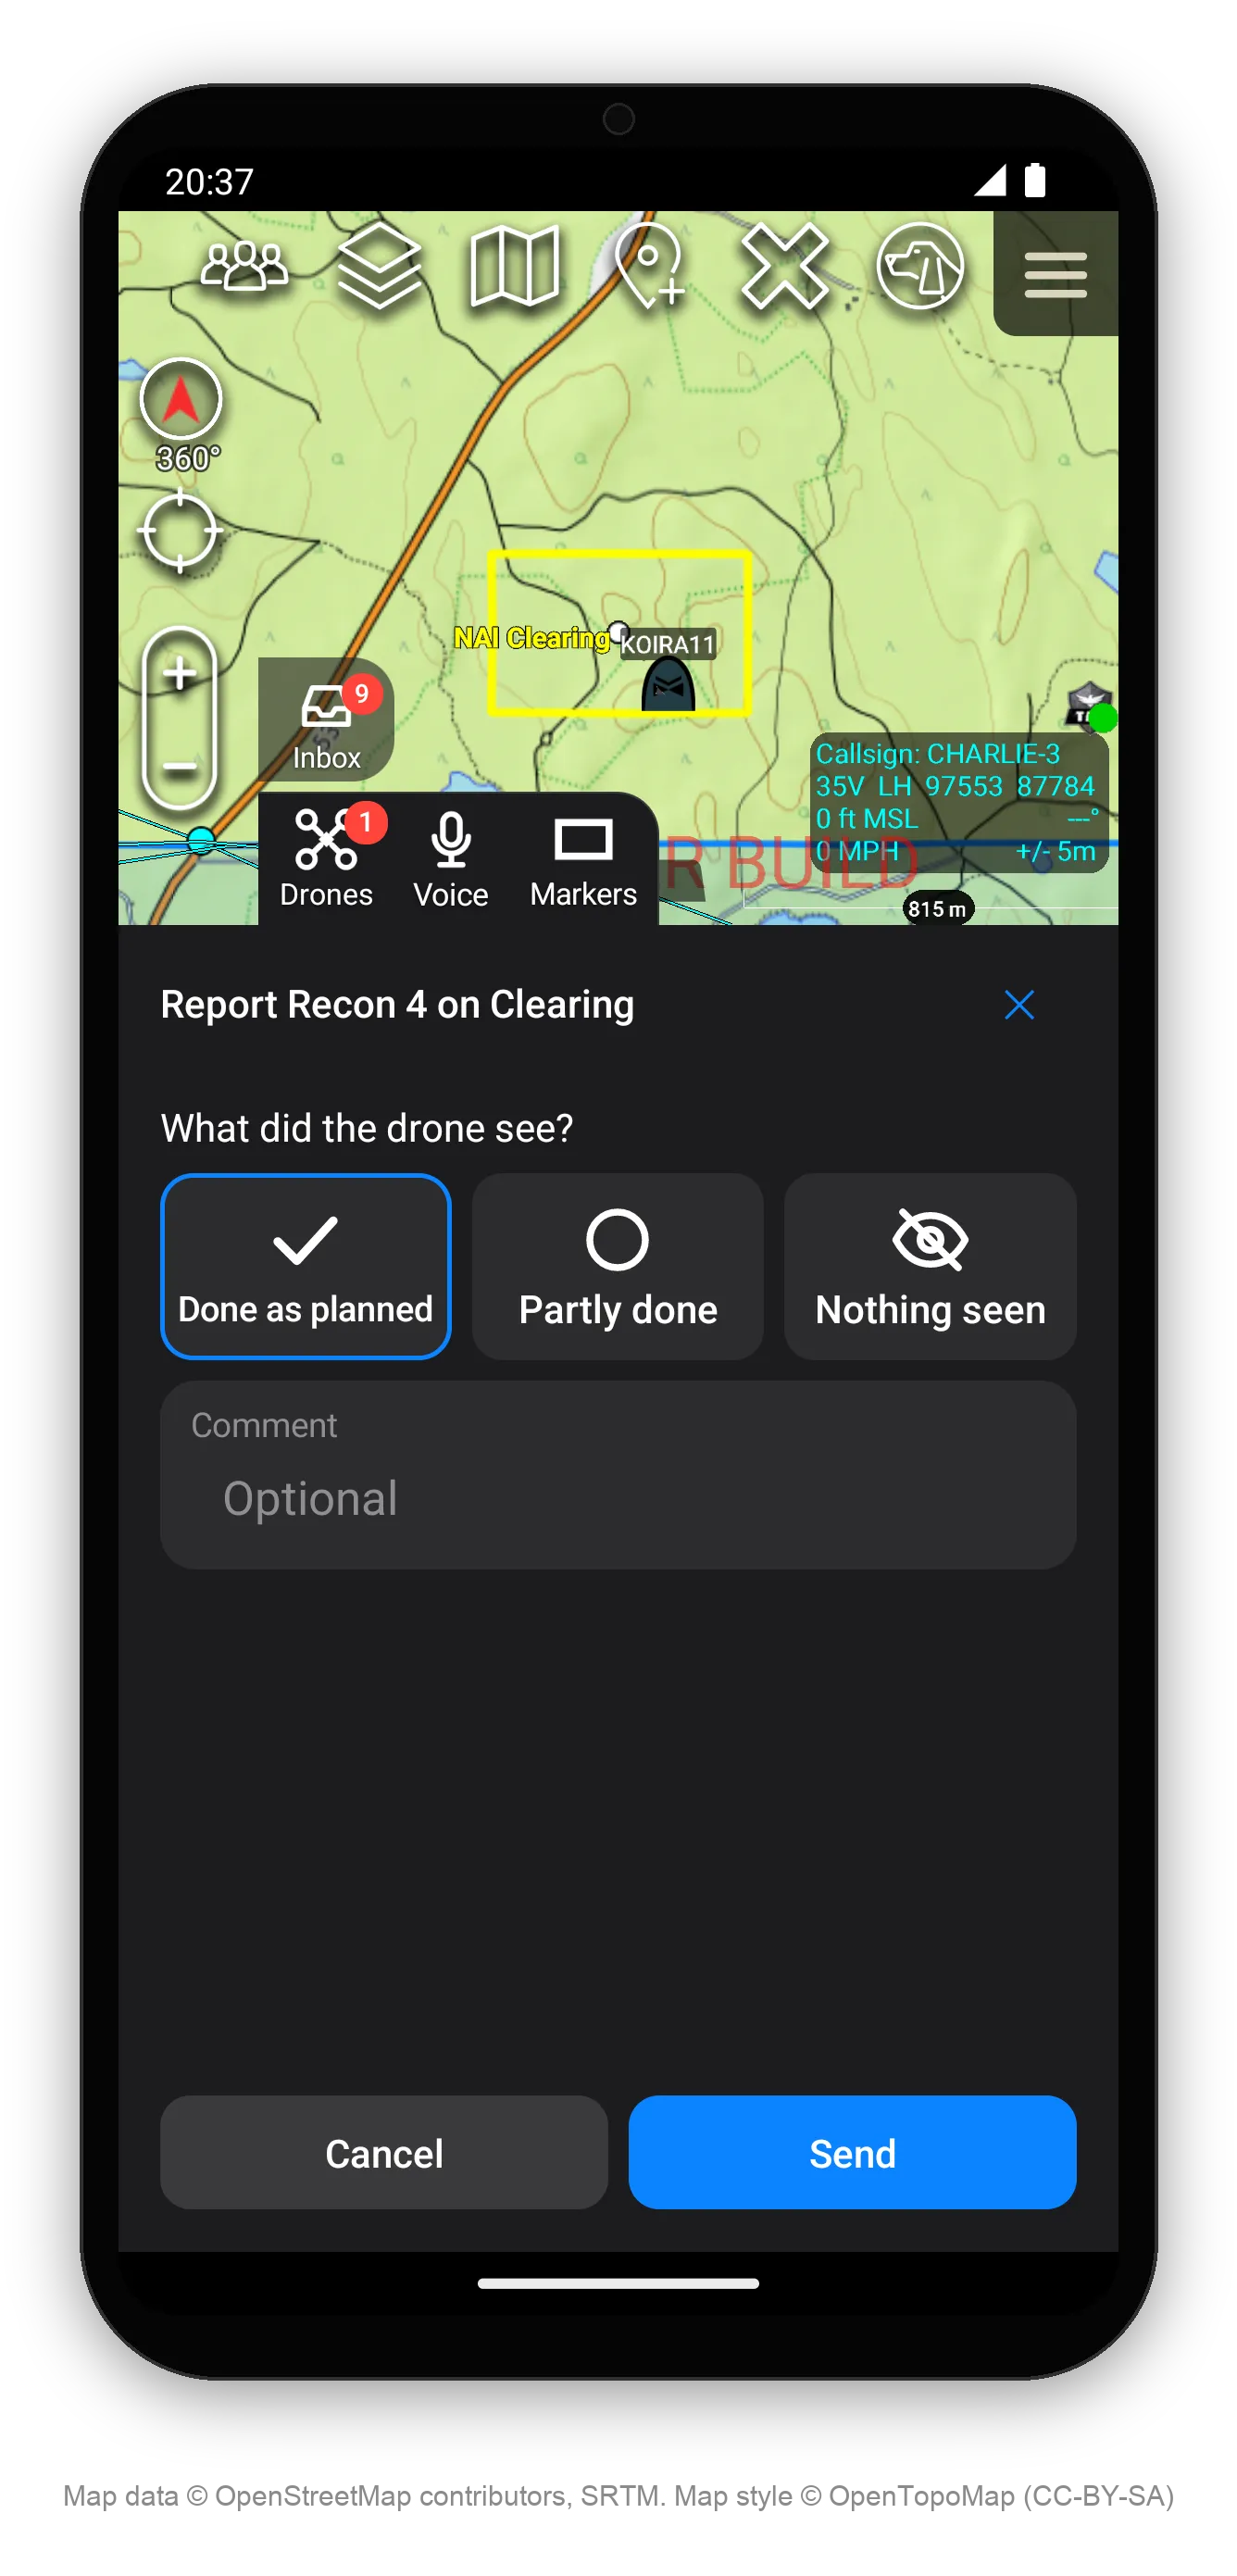 20:37
360°
NAI Clearing
KOIRA11
9
Inbox
Callsign: CHARLIE-3
35V LH 97553 87784
0 ft MSL ---°
0 MPH +/- 5m
1
Drones
Voice
Markers
R BUILD
815 m
Report Recon 4 on Clearing
What did the drone see?
Done as planned
Partly done
Nothing seen
Comment
Optional
Cancel
Send
Map data © OpenStreetMap contributors, SRTM. Map style © OpenTopoMap (CC-BY-SA)